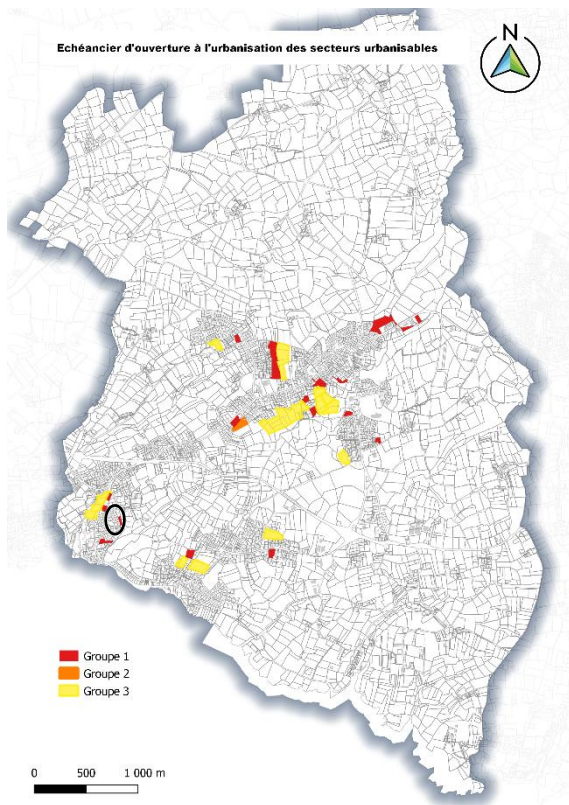 Echéancier d'ouverture à l'urbanisation des secteurs urbanisables
N
Groupe 1
Groupe 2
Groupe 3
0 500 1 000 m